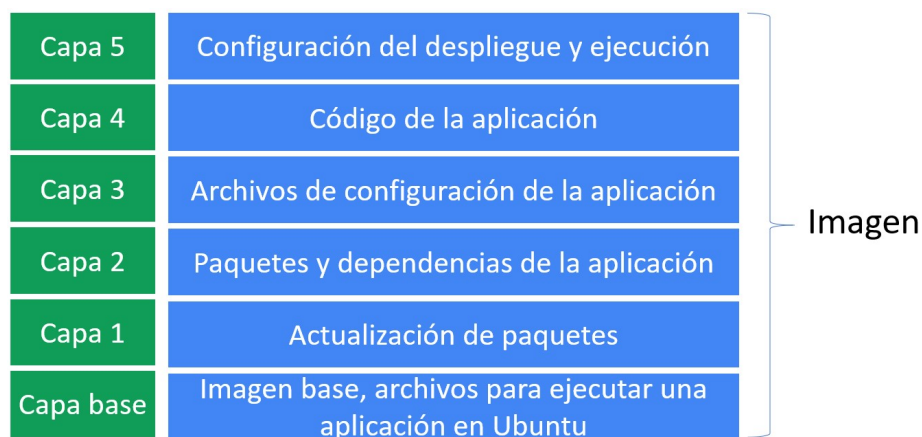 Capa 5
Configuración del despliegue y ejecución
Capa 4
Código de la aplicación
Capa 3
Archivos de configuración de la aplicación
Imagen
Capa 2
Paquetes y dependencias de la aplicación
Capa 1
Actualización de paquetes
Capa base
Imagen base, archivos para ejecutar una
aplicación en Ubuntu